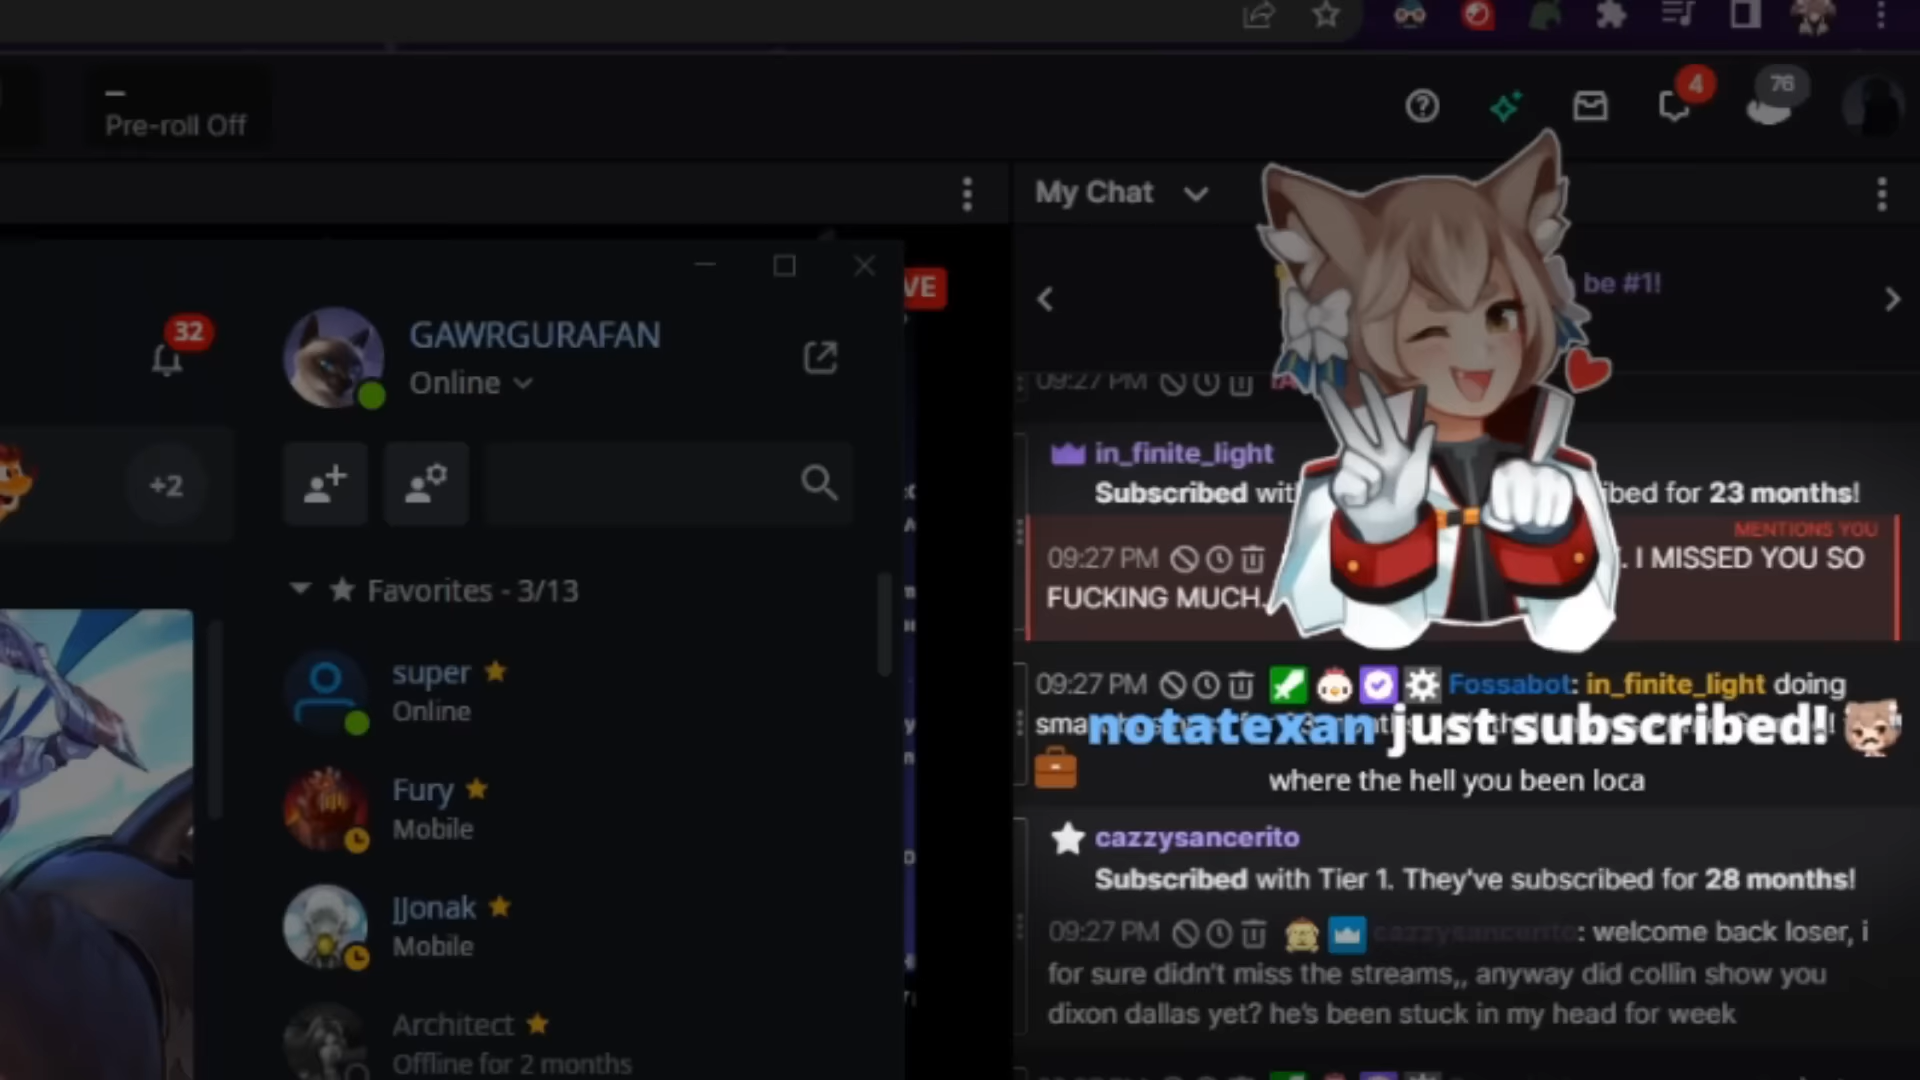 Pre-roll Off
4
76
My Chat
VE
be #1!
32
GAWRGURAFAN
Online
09:27 PM
+2
in_finite_light
Subscribed with
ibed for 23 months!
MENTIONS YOU
09:27 PM
. I MISSED YOU SO
FUCKING MUCH.
Favorites - 3/13
super
Online
09:27 PM Fossabot: in_finite_light doing
notatexan just subscribed!
where the hell you been loca
Fury
Mobile
cazzysancerito
Subscribed with Tier 1. They've subscribed for 28 months!
JJonak
Mobile
09:27 PM cazzysancerito: welcome back loser, i
for sure didn't miss the streams,, anyway did collin show you
dixon dallas yet? he's been stuck in my head for week
Architect
Offline for 2 months